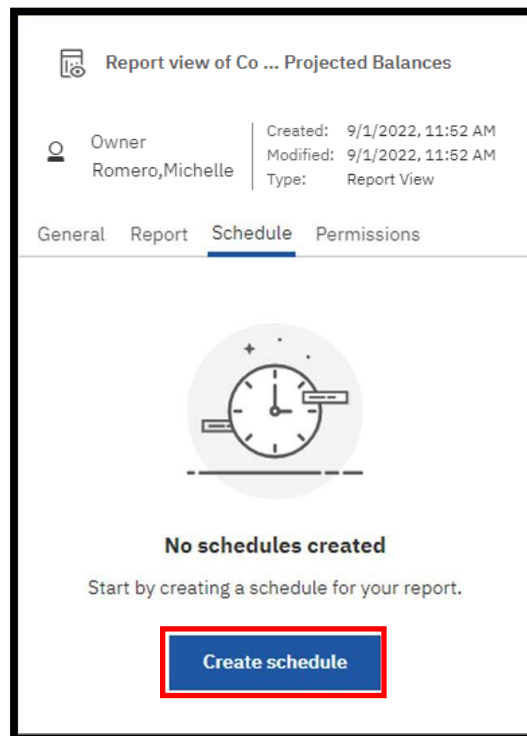 Report view of Co ... Projected Balances
Owner
Romero,Michelle
Created: 9/1/2022, 11:52 AM
Modified: 9/1/2022, 11:52 AM
Type: Report View
General Report Schedule Permissions
No schedules created
Start by creating a schedule for your report.
Create schedule